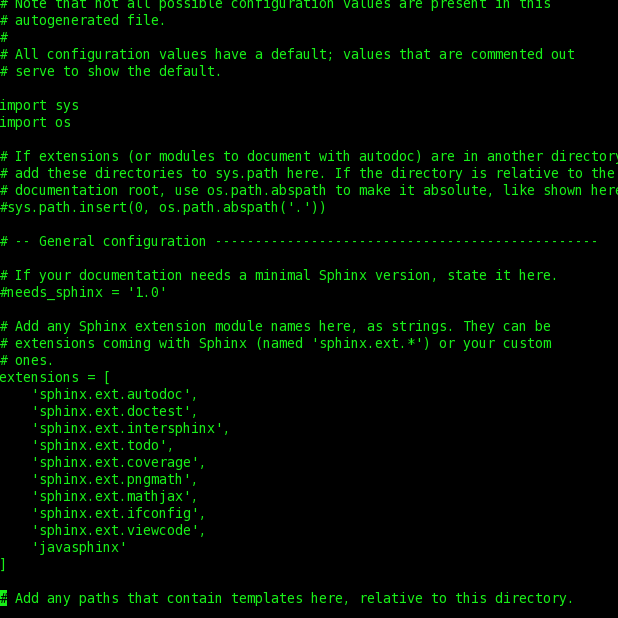 # Note that not all possible configuration values are present in this
# autogenerated file.
#
# All configuration values have a default; values that are commented out
# serve to show the default.
import sys
import os
# If extensions (or modules to document with autodoc) are in another directory
# add these directories to sys.path here. If the directory is relative to the
# documentation root, use os.path.abspath to make it absolute, like shown here
#sys.path.insert(0, os.path.abspath('.'))
# -- General configuration ------------------------------------------------
# If your documentation needs a minimal Sphinx version, state it here.
#needs_sphinx = '1.0'
# Add any Sphinx extension module names here, as strings. They can be
# extensions coming with Sphinx (named 'sphinx.ext.*') or your custom
# ones.
extensions = [
    'sphinx.ext.autodoc',
    'sphinx.ext.doctest',
    'sphinx.ext.intersphinx',
    'sphinx.ext.todo',
    'sphinx.ext.coverage',
    'sphinx.ext.pngmath',
    'sphinx.ext.mathjax',
    'sphinx.ext.ifconfig',
    'sphinx.ext.viewcode',
    'javasphinx'
]
# Add any paths that contain templates here, relative to this directory.